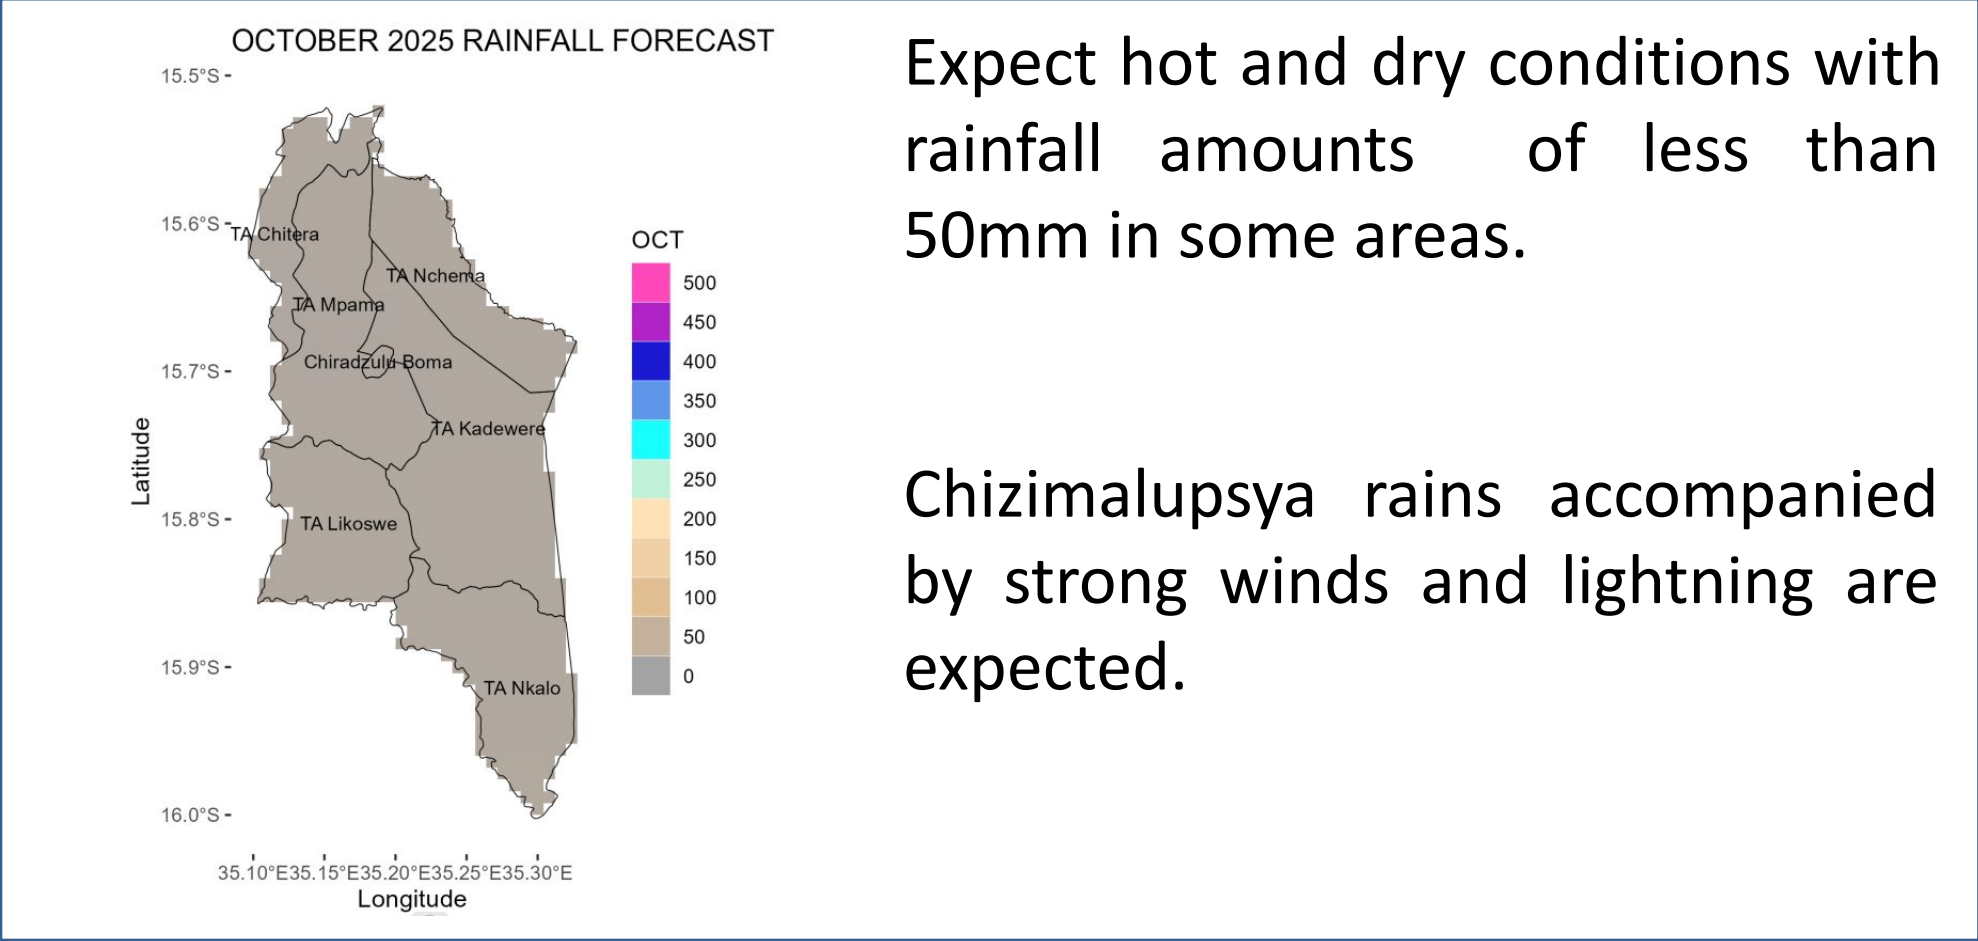 OCTOBER 2025 RAINFALL FORECAST
15.5°S
15.6°S
15.7°S
15.8°S
15.9°S
16.0°S
Latitude
TA Chitera
TA Nchema
TA Mpama
Chiradzulu Boma
TA Kadewere
TA Likoswe
TA Nkalo
35.10°E35.15°E35.20°E35.25°E35.30°E
Longitude
OCT
500
450
400
350
300
250
200
150
100
50
0
Expect hot and dry conditions with
rainfall amounts of less than
50mm in some areas.
Chizimalupsya rains accompanied
by strong winds and lightning are
expected.